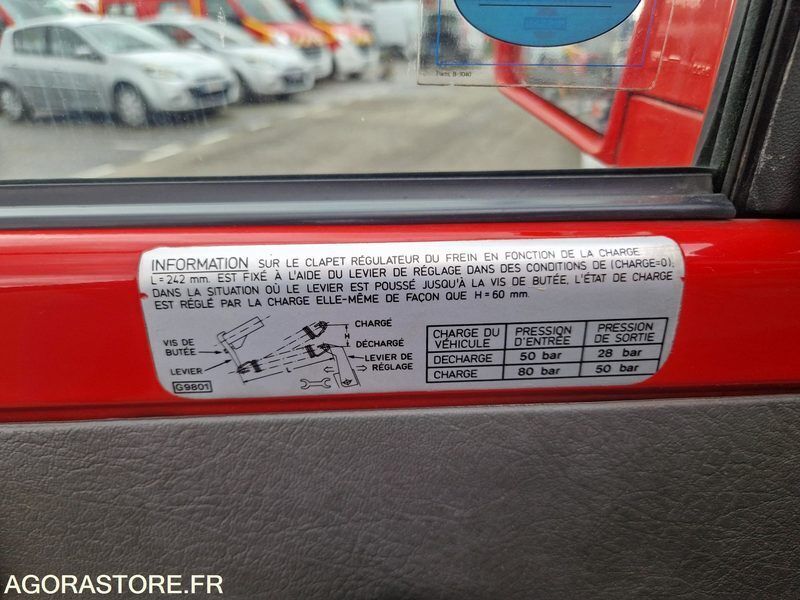 Trans. B-3040
INFORMATION SUR LE CLAPET RÉGULATEUR DU FREIN EN FONCTION DE LA CHARGE.
L = 242 mm. EST FIXÉ À L'AIDE DU LEVIER DE RÉGLAGE DANS DES CONDITIONS DE (CHARGE=0),
DANS LA SITUATION OÙ LE LEVIER EST POUSSÉ JUSQU'À LA VIS DE BUTÉE, L'ÉTAT DE CHARGE
EST RÉGLÉ PAR LA CHARGE ELLE-MÊME DE FAÇON QUE H = 60 mm.
VIS DE BUTÉE
LEVIER
G9801
CHARGÉ
H
DÉCHARGÉ
L
LEVIER DE RÉGLAGE
CHARGE DU VÉHICULE PRESSION D'ENTRÉE PRESSION DE SORTIE
DECHARGE 50 bar 28 bar
CHARGE 80 bar 50 bar
AGORASTORE.FR